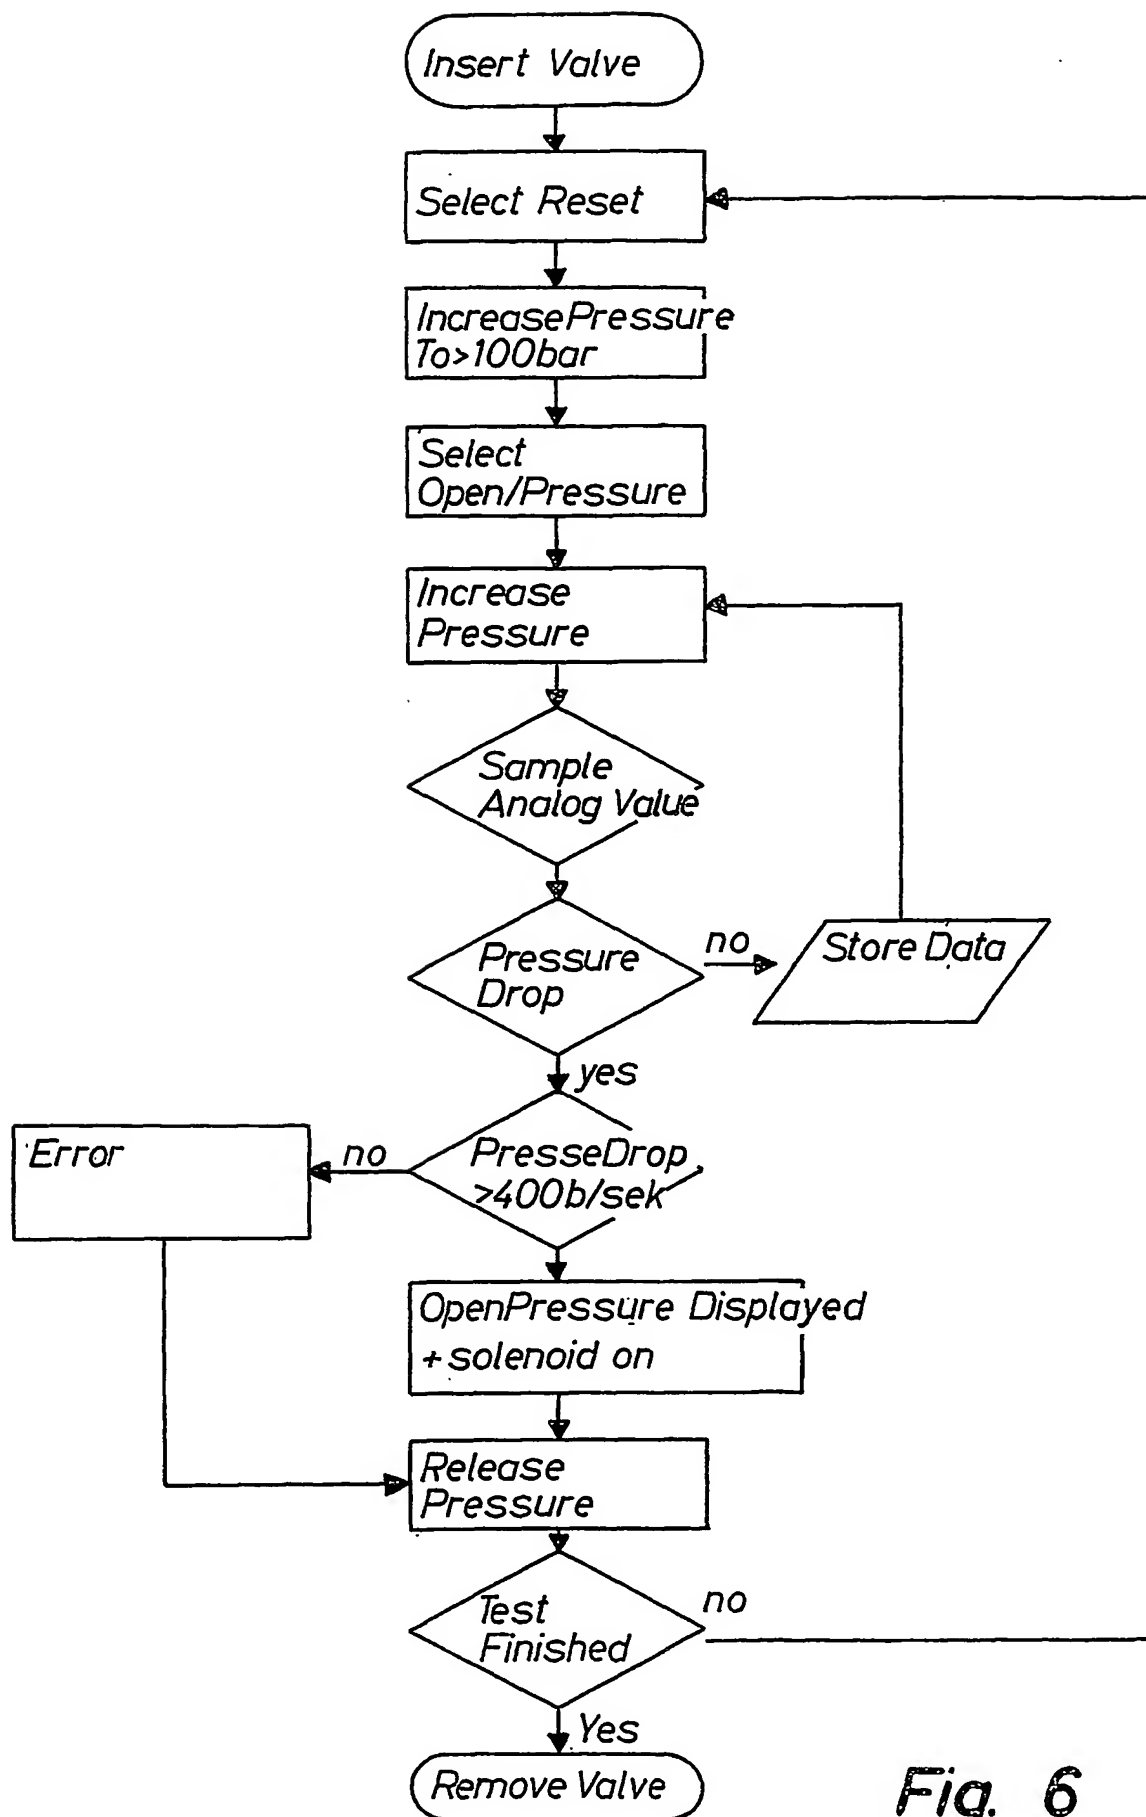 Insert Valve
Select Reset
Increase Pressure
To>100bar
Select
Open/Pressure
Increase
Pressure
Sample
Analog Value
Pressure
Drop
no
Store Data
yes
PresseDrop
>400b/sek
no
Error
OpenPressure Displayed
+solenoid on
Release
Pressure
Test
Finished
no
Yes
Remove Valve
Fig. 6